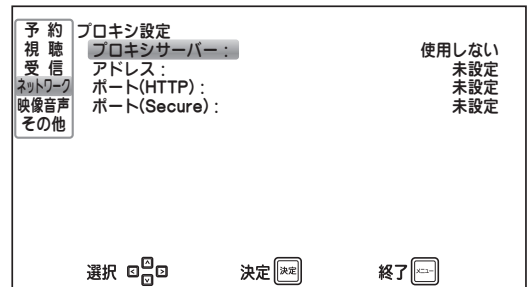 予 約
視 聴
受 信
ネットワーク
映像音声
その他
プロキシ設定
プロキシサーバー : 使用しない
アドレス : 未設定
ポート(HTTP) : 未設定
ポート(Secure) : 未設定
選択 決定 決定 終了 メニュー